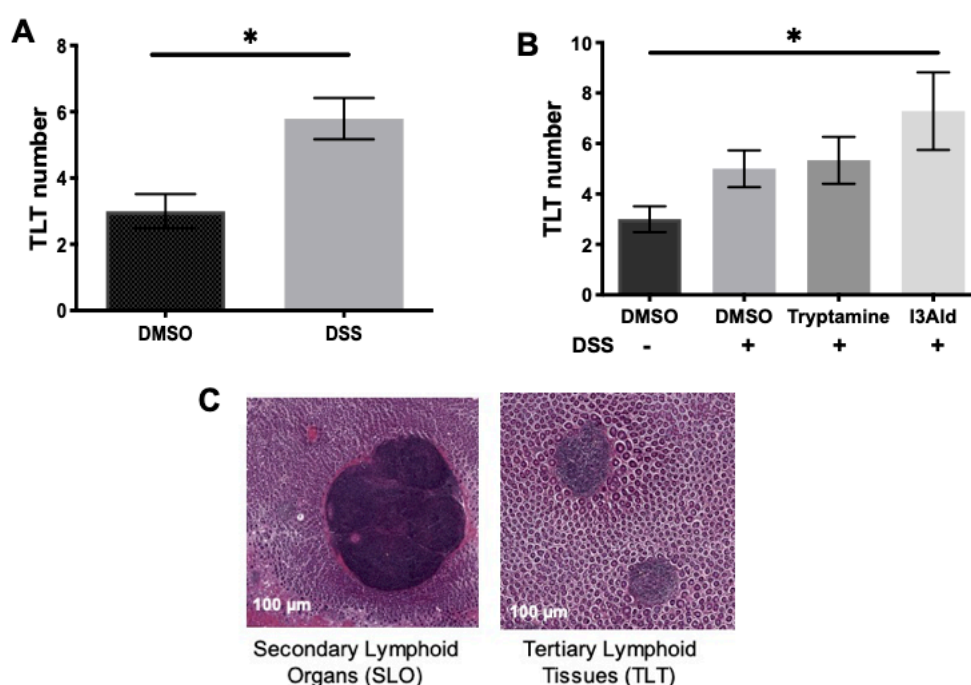 A
*
TLT number
8
6
4
2
0
DMSO DSS
B
*
TLT number
10
8
6
4
2
0
DMSO DMSO Tryptamine I3Ald
DSS - + + +
C
100 µm
100 µm
Secondary Lymphoid
Organs (SLO)
Tertiary Lymphoid
Tissues (TLT)